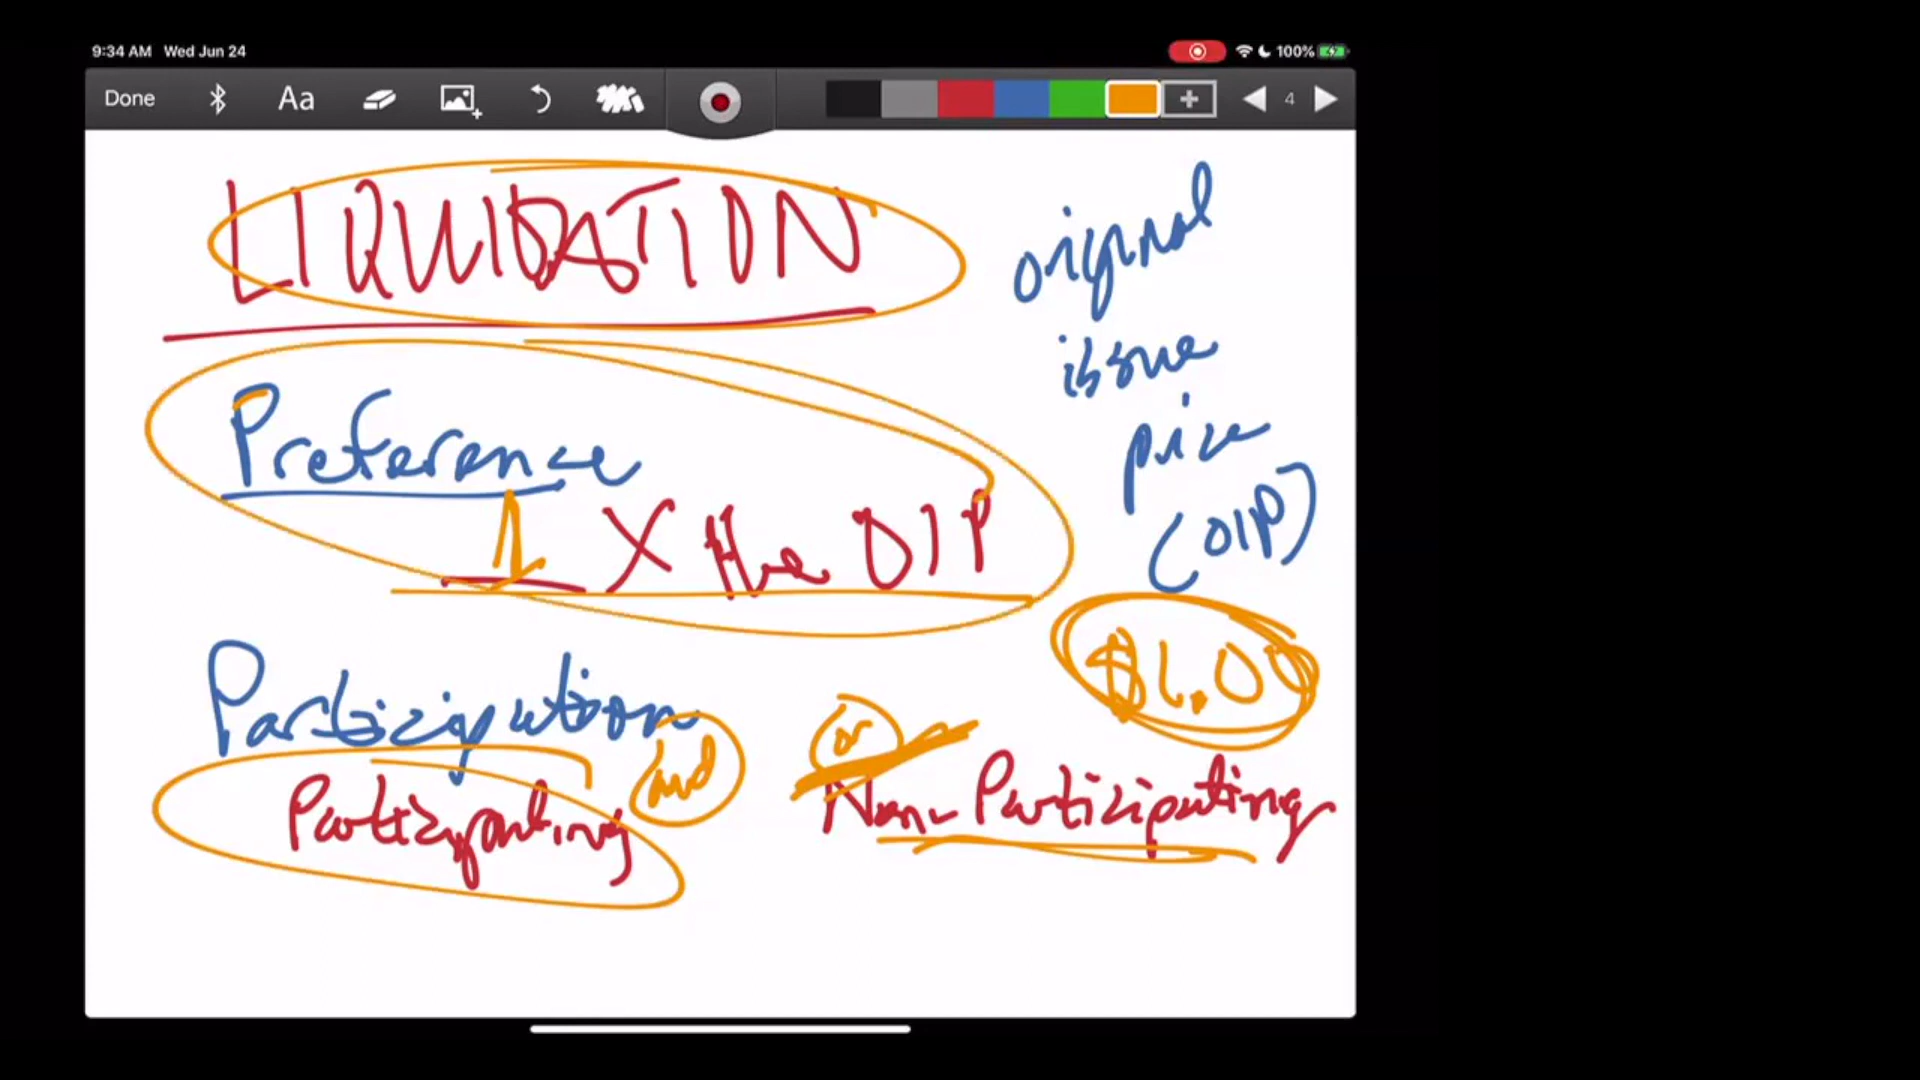 9:34 AM Wed Jun 24
100%
Done
Aa
4
LIQUIDATION
original
issue
price
(OIP)
$1.00
Preference
1 X the OIP
Participation
Participating
and
or
Non-Participating